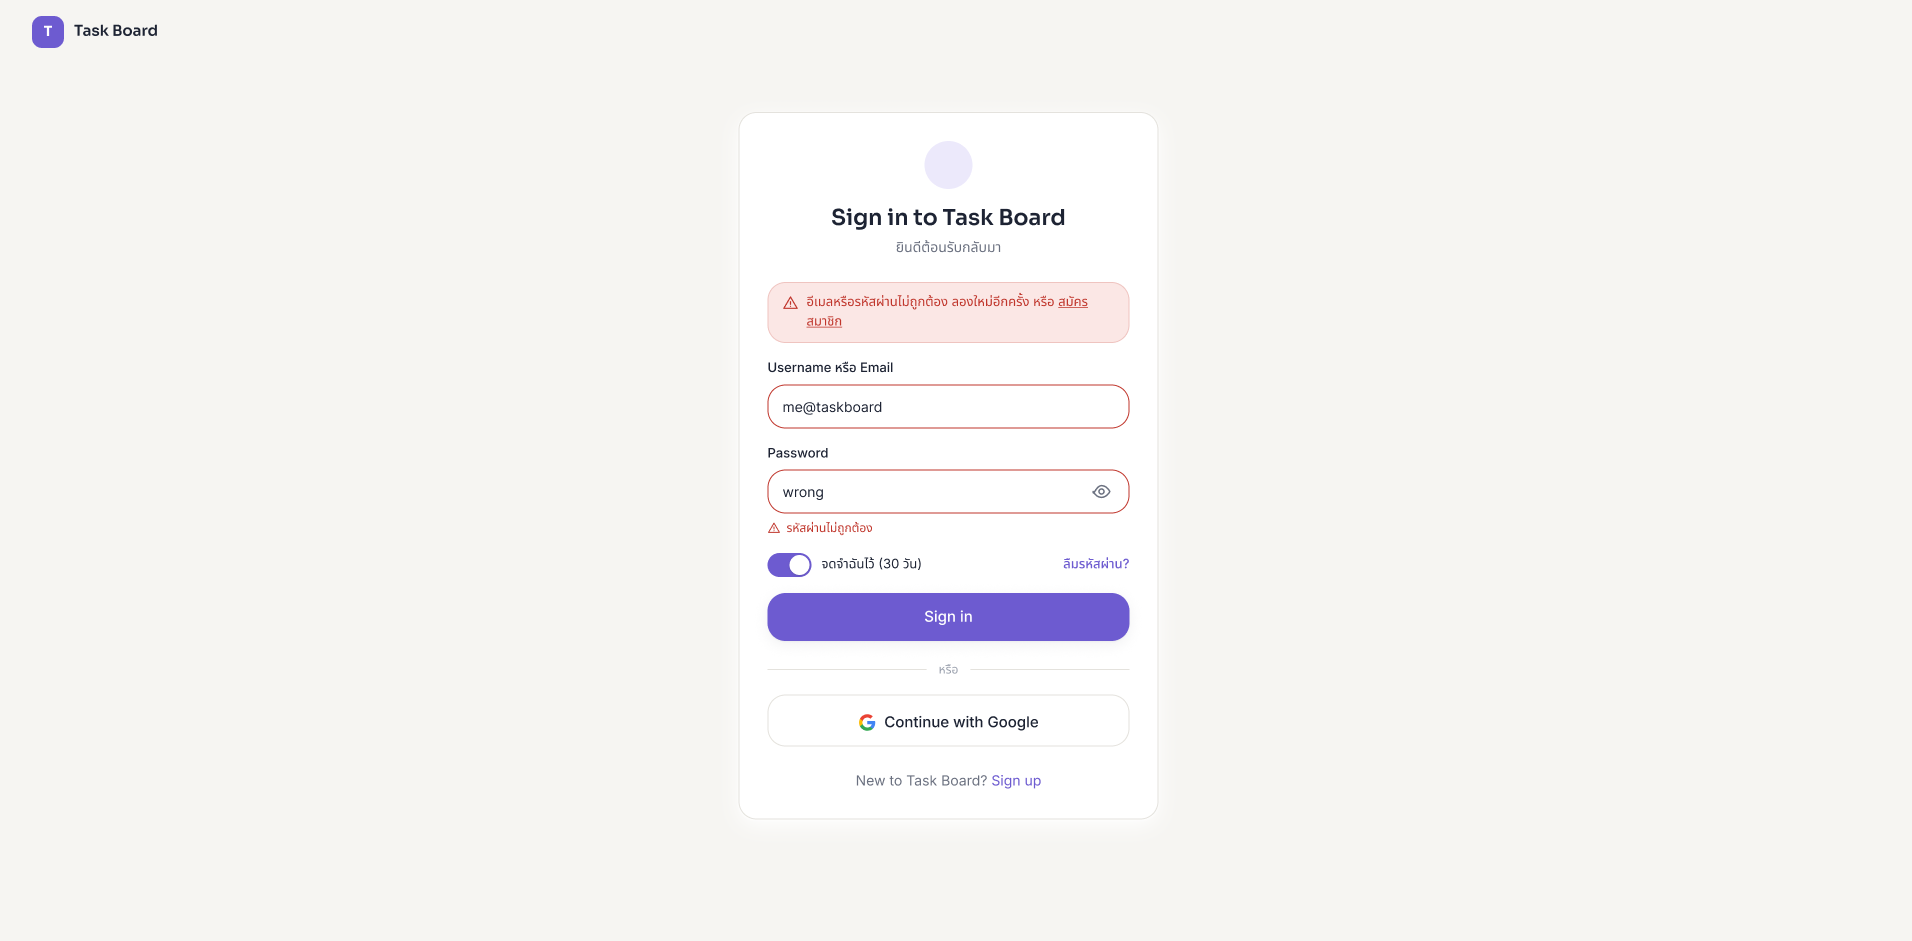 T Task Board
Sign in to Task Board
ยินดีต้อนรับกลับมา
อีเมลหรือรหัสผ่านไม่ถูกต้อง ลองใหม่อีกครั้ง หรือ สมัคร
สมาชิก
Username หรือ Email
me@taskboard
Password
wrong
รหัสผ่านไม่ถูกต้อง
จดจำฉันไว้ (30 วัน) ลืมรหัสผ่าน?
Sign in
หรือ
Continue with Google
New to Task Board? Sign up